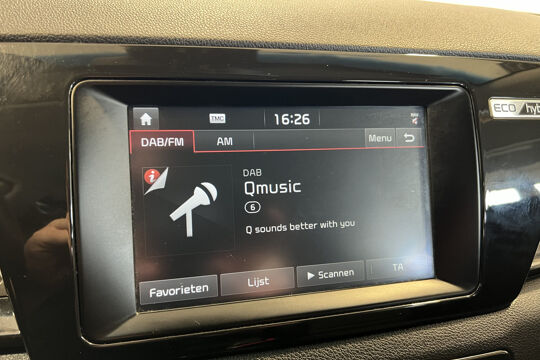 TMC 16:26
DAB/FM AM Menu
DAB
Qmusic
6
Q sounds better with you
Favorieten Lijst Scannen TA
ECO hyb